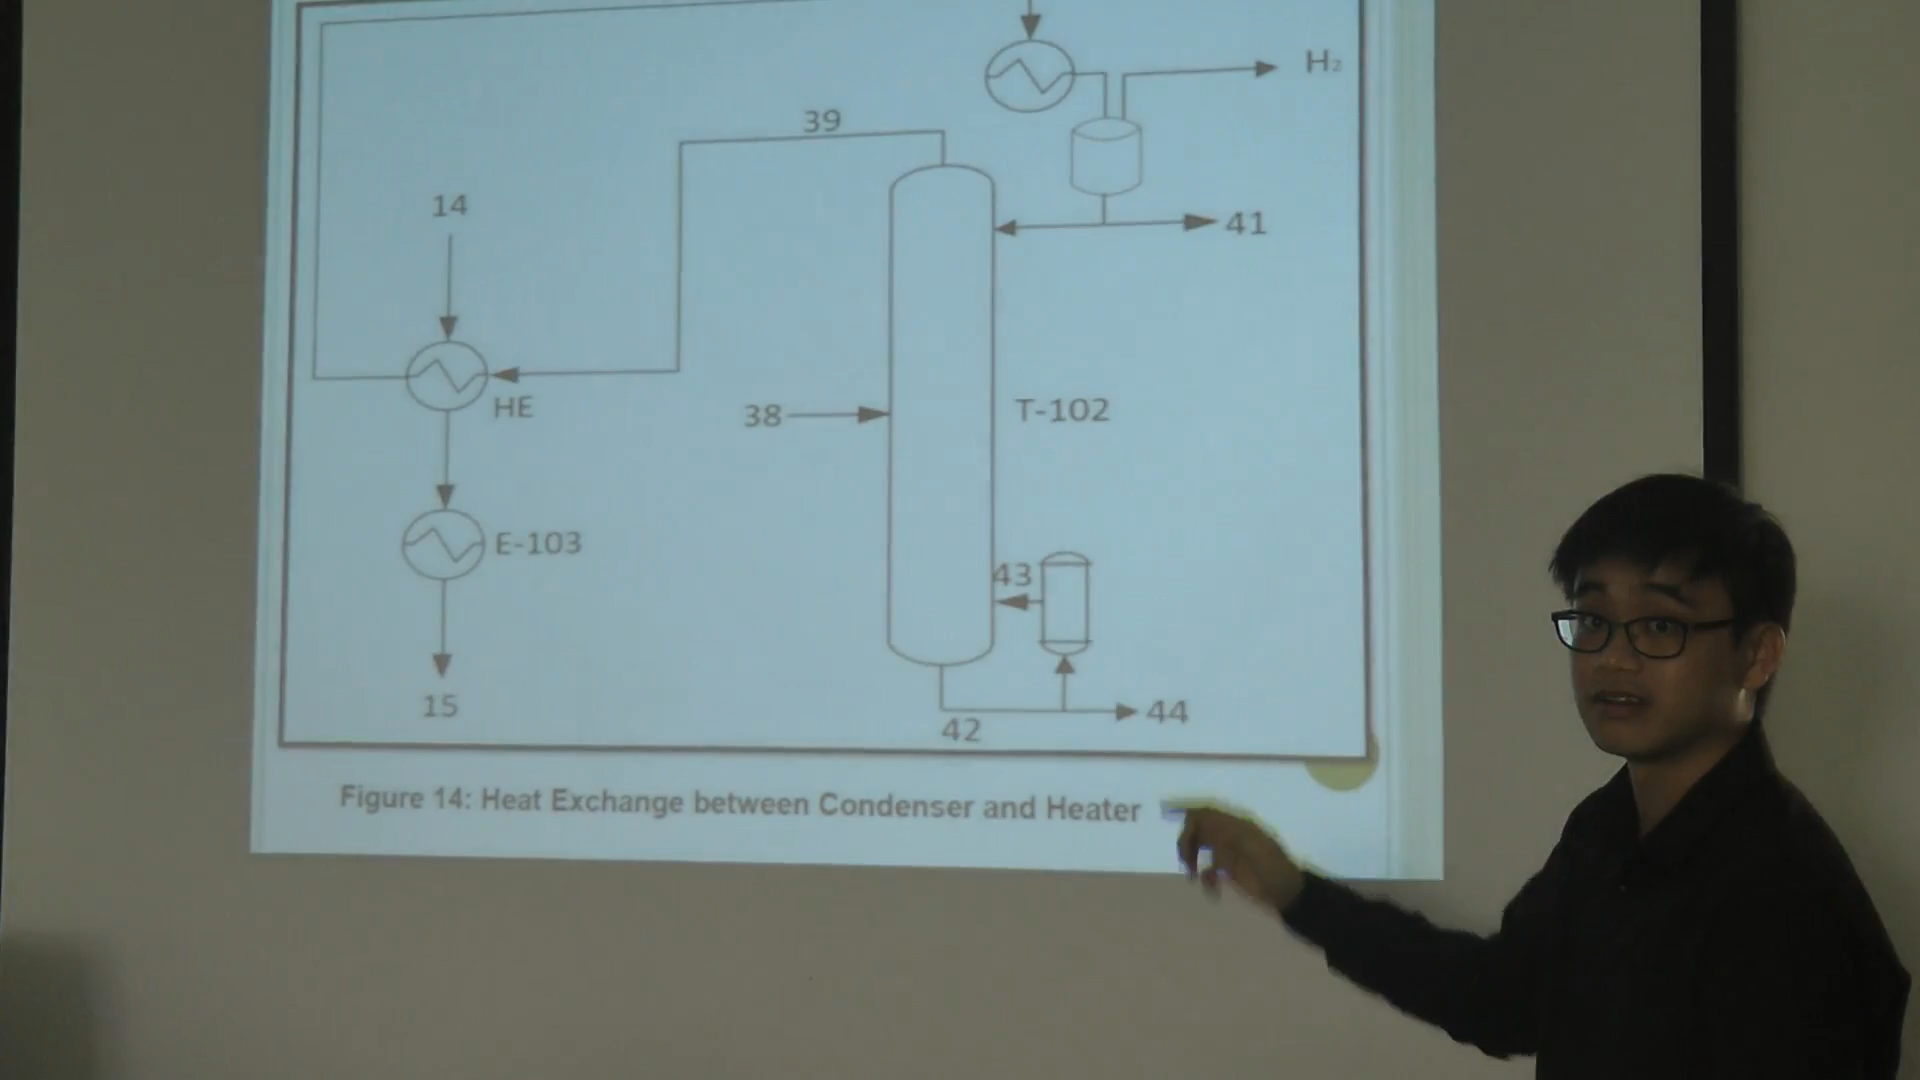 H₂
39
14
41
HE
38
T-102
E-103
43
15
42
44
Figure 14: Heat Exchange between Condenser and Heater